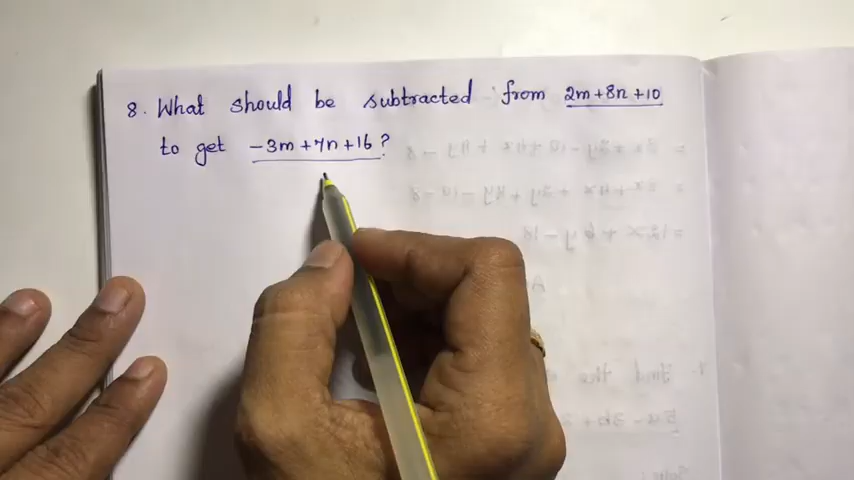 8. What should be subtracted from 2m+8n+10
to get -3m+7n+16?